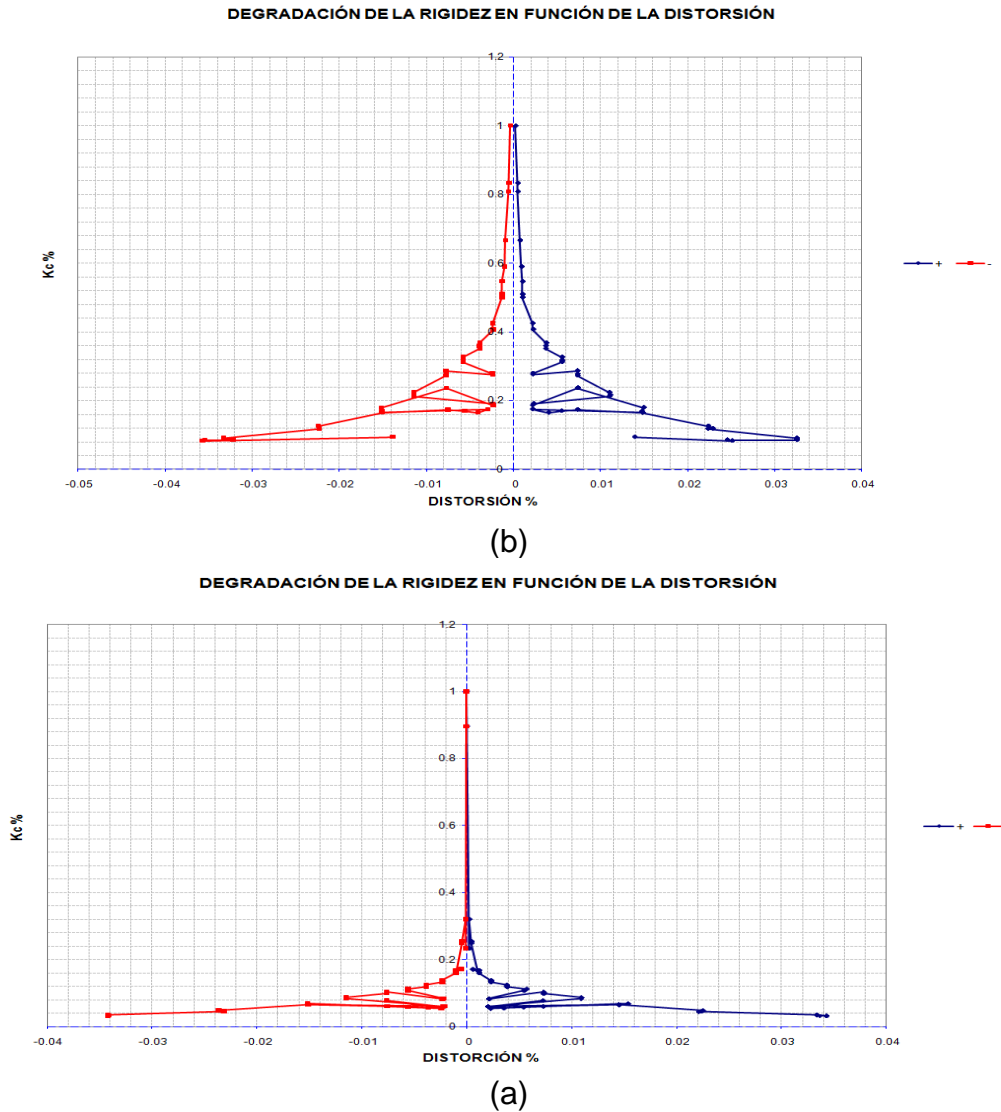 DEGRADACIÓN DE LA RIGIDEZ EN FUNCIÓN DE LA DISTORSIÓN
1.2
1
0.8
0.6
0.4
0.2
0
Kc %
-0.05 -0.04 -0.03 -0.02 -0.01 0 0.01 0.02 0.03 0.04
DISTORSIÓN %
+ -
(b)
DEGRADACIÓN DE LA RIGIDEZ EN FUNCIÓN DE LA DISTORSIÓN
1.2
1
0.8
0.6
0.4
0.2
0
Kc %
-0.04 -0.03 -0.02 -0.01 0 0.01 0.02 0.03 0.04
DISTORCIÓN %
+
(a)